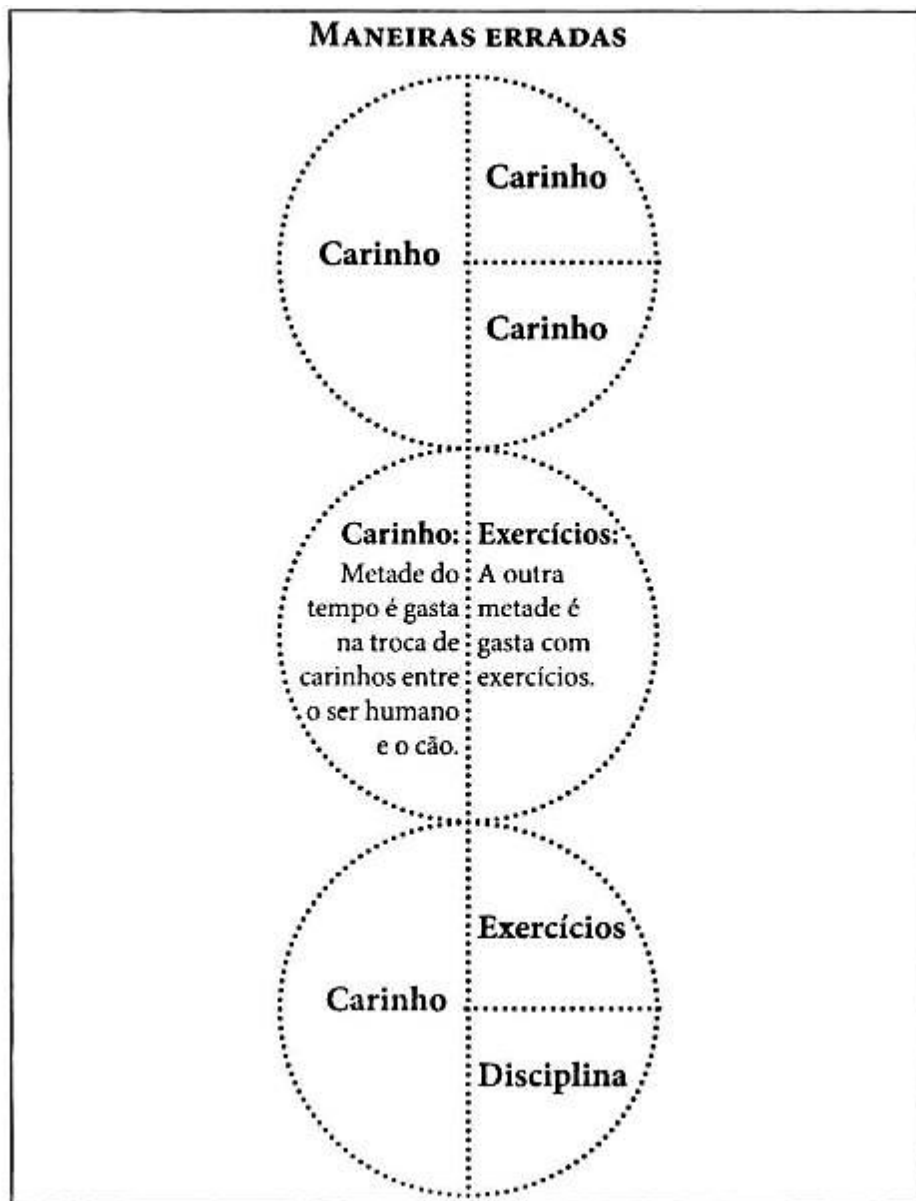 MANEIRAS ERRADAS
Carinho
Carinho
Carinho
Carinho:
Metade do
tempo é gasta
na troca de
carinhos entre
o ser humano
e o cão.
Exercícios:
A outra
metade é
gasta com
exercícios.
Carinho
Exercícios
Disciplina